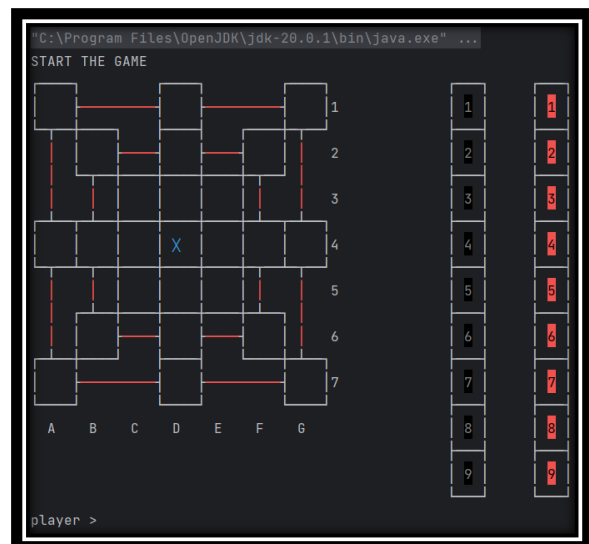 "C:\Program Files\OpenJDK\jdk-20.0.1\bin\java.exe" ...
START THE GAME
1 1 1
2 2 2
3 3 3
X 4 4 4
5 5 5
6 6 6
7 7 7
A B C D E F G 8 8
9 9
player >